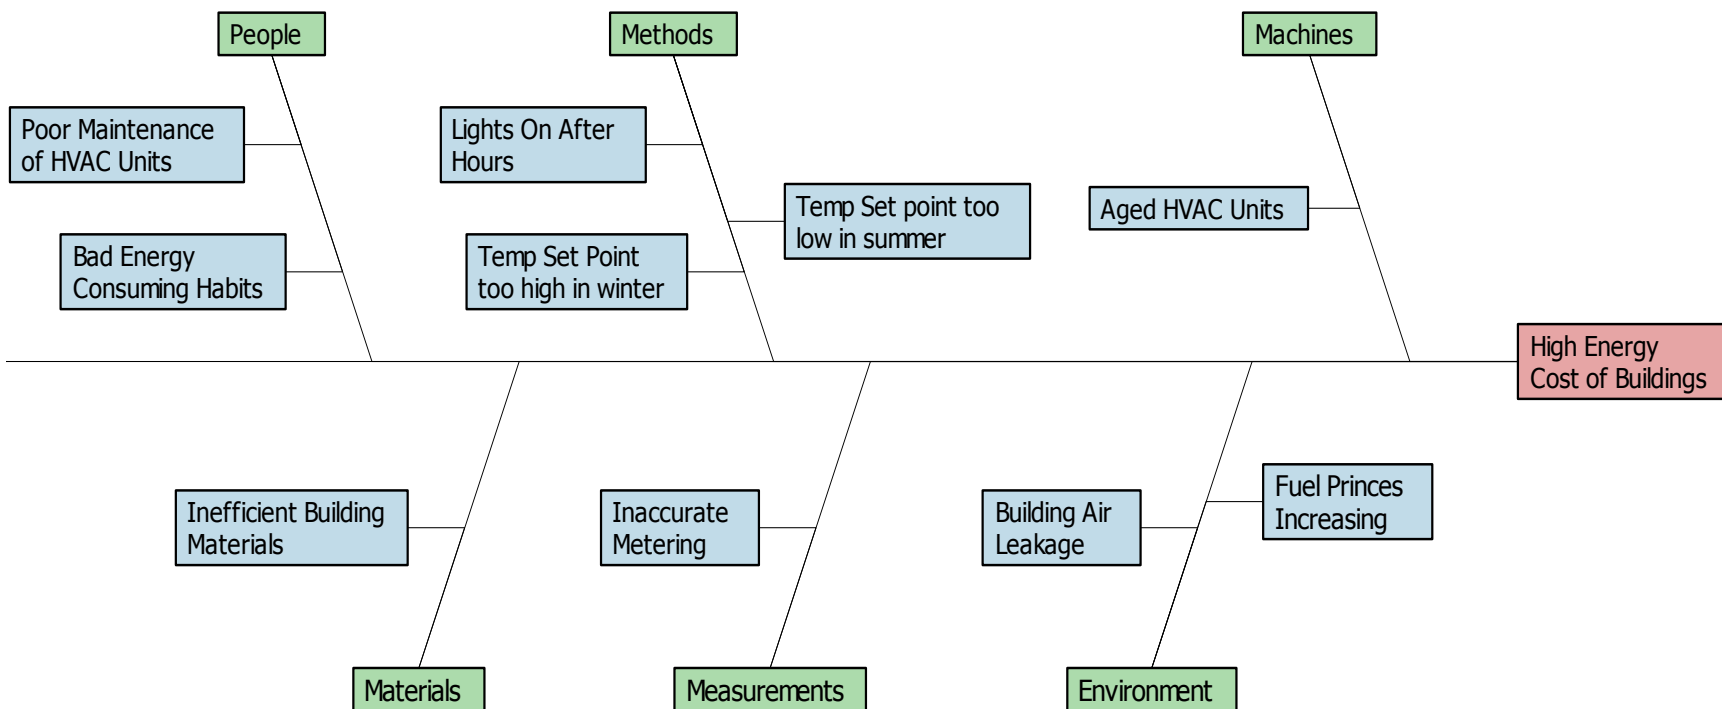 People
Methods
Machines
Poor Maintenance
of HVAC Units
Lights On After
Hours
Temp Set point too
low in summer
Aged HVAC Units
Bad Energy
Consuming Habits
Temp Set Point
too high in winter
High Energy
Cost of Buildings
Inefficient Building
Materials
Inaccurate
Metering
Building Air
Leakage
Fuel Princes
Increasing
Materials
Measurements
Environment